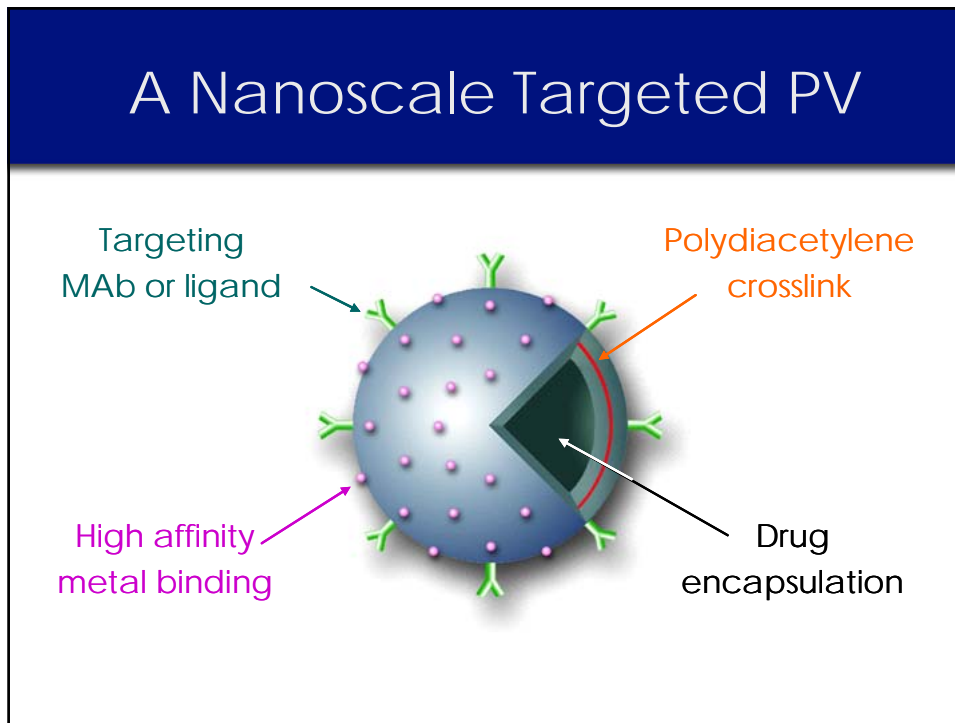 A Nanoscale Targeted PV
Targeting
MAb or ligand
Polydiacetylene
crosslink
High affinity
metal binding
Drug
encapsulation